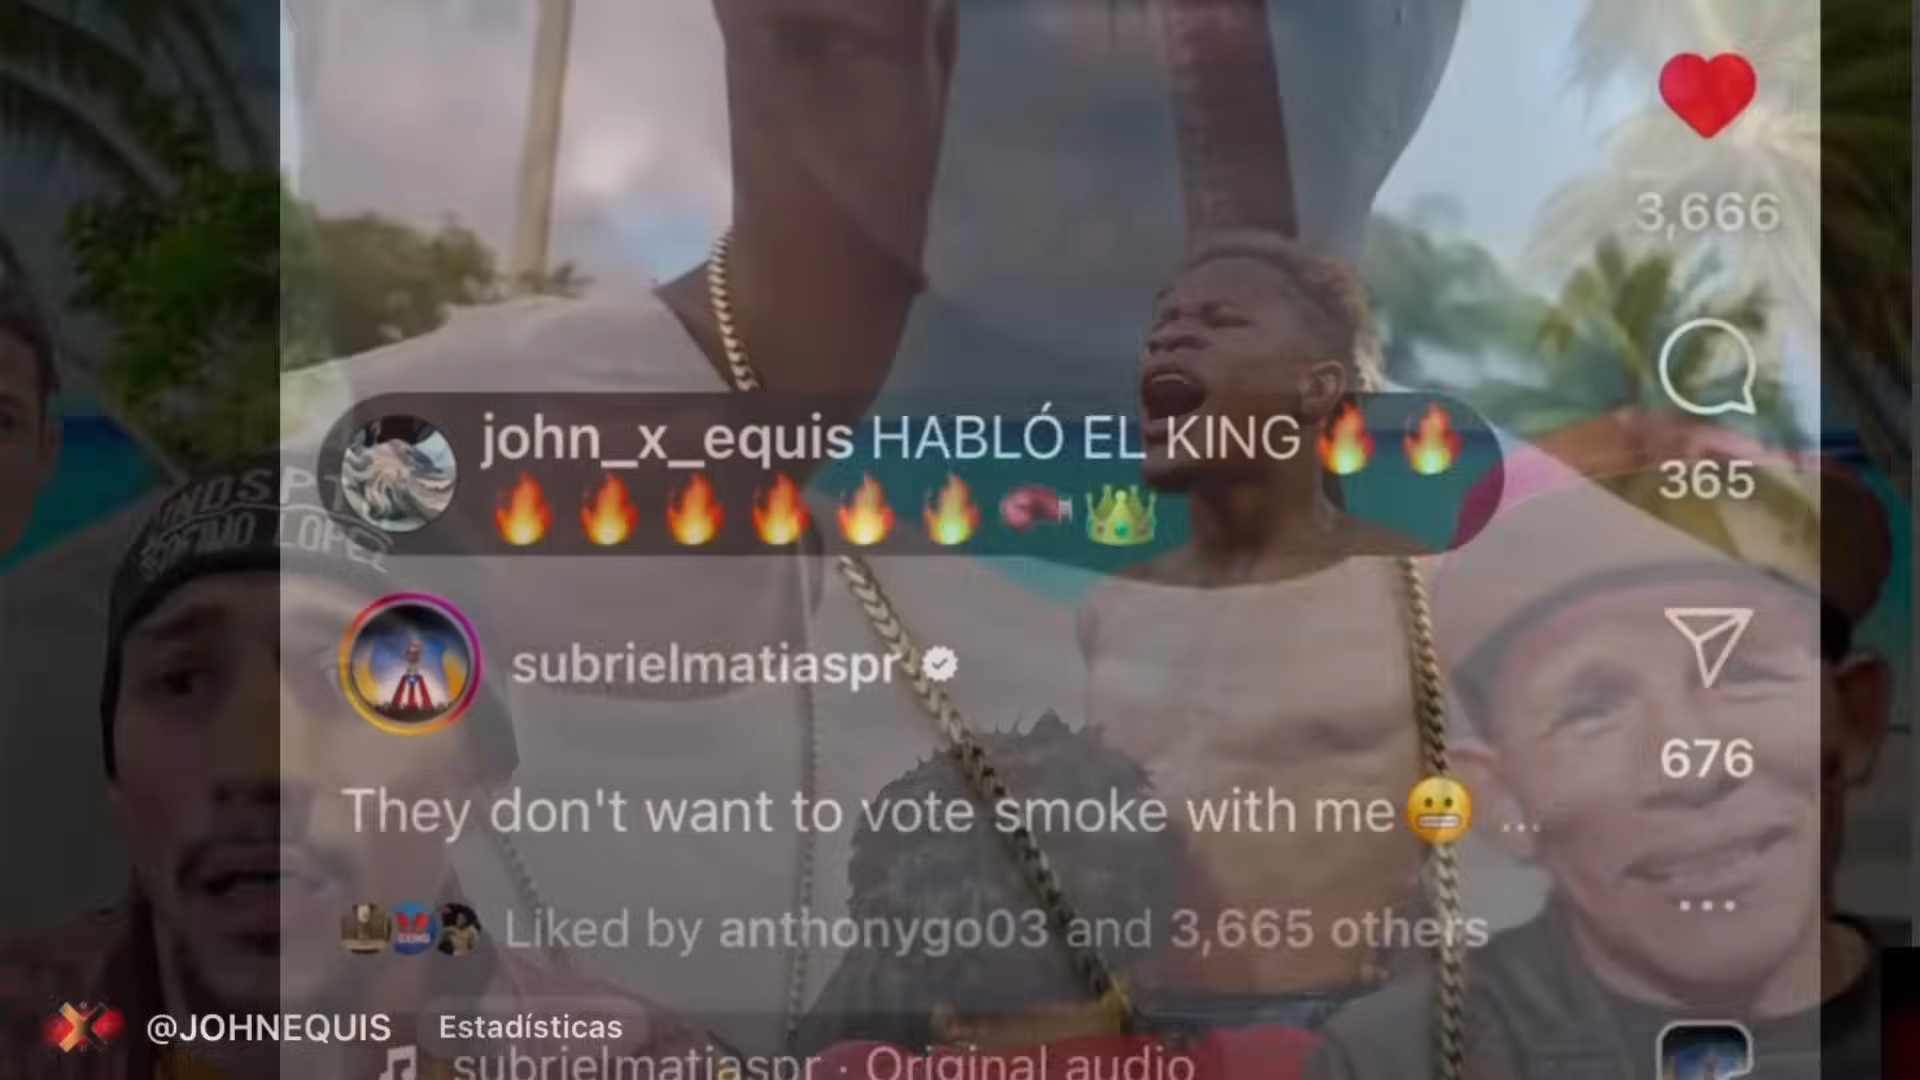 3,666
john_x_equis HABLÓ EL KING🔥 🔥
🔥 🔥 🔥 🔥 🔥 🔥 🥊 👑
365
subrielmatiaspr
676
They don't want to vote smoke with me😬 ...
Liked by anthonygo03 and 3,665 others
@JOHNEQUIS Estadísticas
subrielmatiaspr · Original audio